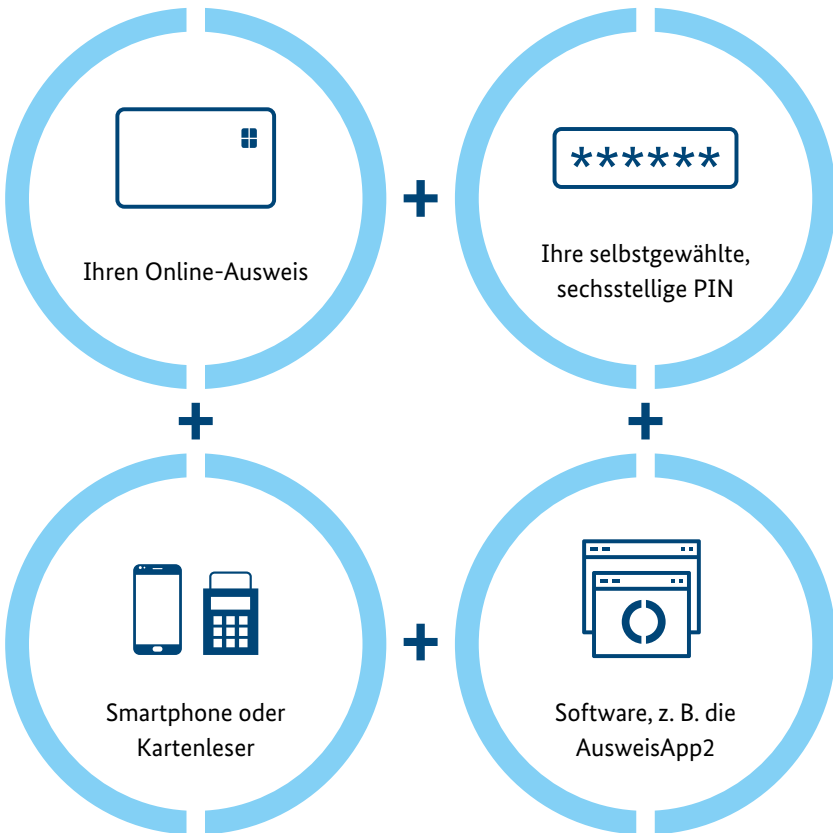 ******
Ihren Online-Ausweis
Ihre selbstgewählte,
sechsstellige PIN
Smartphone oder
Kartenleser
Software, z. B. die
AusweisApp2